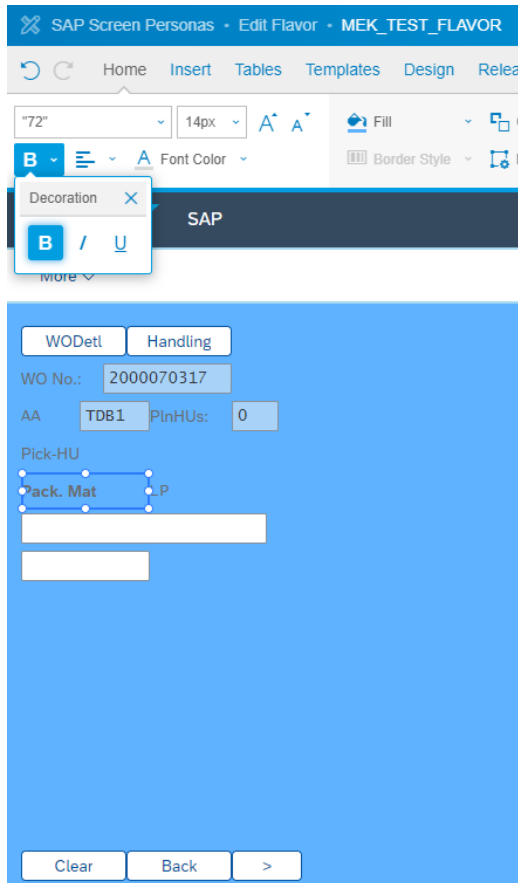 SAP Screen Personas • Edit Flavor • MEK_TEST_FLAVOR
Home Insert Tables Templates Design
"72" 14px A A Fill
B A Font Color Border Style
Decoration
B I U
SAP
More
WODetl Handling
WO No.: 2000070317
AA TDB1 PlnHUs: 0
Pick-HU
Pack. Mat LP
Clear Back >